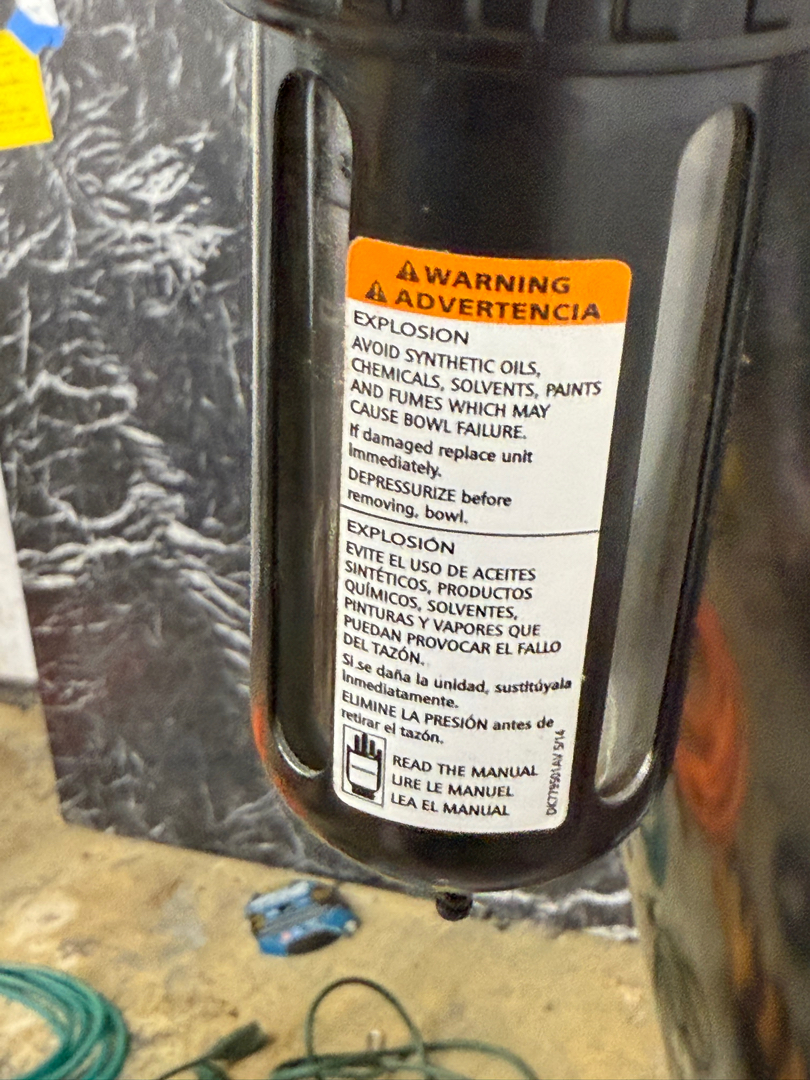 ⚠WARNING
⚠ADVERTENCIA
EXPLOSION
AVOID SYNTHETIC OILS,
CHEMICALS, SOLVENTS, PAINTS
AND FUMES WHICH MAY
CAUSE BOWL FAILURE.
If damaged replace unit
Immediately.
DEPRESSURIZE before
removing, bowl.
EXPLOSIÓN
EVITE EL USO DE ACEITES
SINTÉTICOS, PRODUCTOS
QUÍMICOS, SOLVENTES,
PINTURAS Y VAPORES QUE
PUEDAN PROVOCAR EL FALLO
DEL TAZÓN.
Si se daña la unidad, sustitúyala
Inmediatamente.
ELIMINE LA PRESIÓN antes de
retirar el tazón.
READ THE MANUAL
LIRE LE MANUEL
LEA EL MANUAL
DK779501AV 5/14